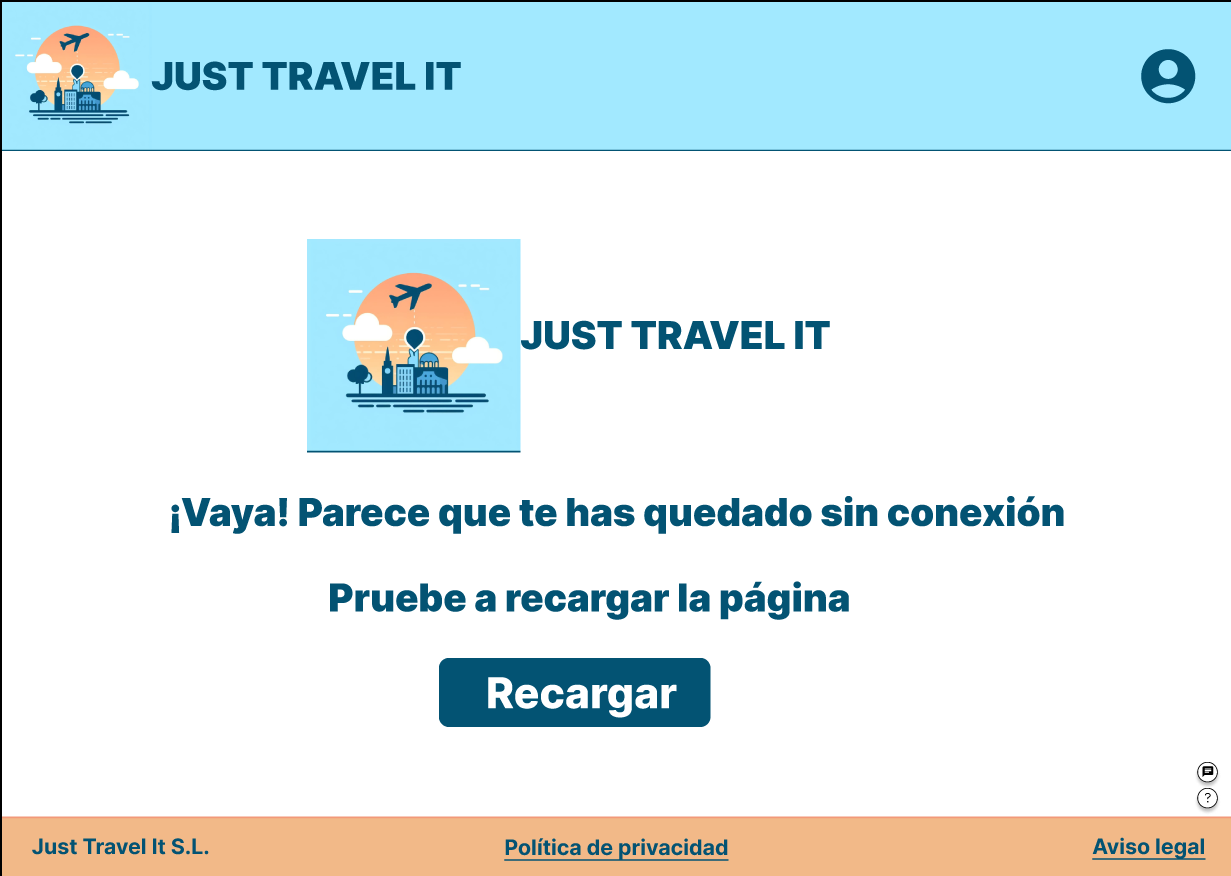 JUST TRAVEL IT
JUST TRAVEL IT
¡Vaya! Parece que te has quedado sin conexión
Pruebe a recargar la página
Recargar
?
Just Travel It S.L.
Política de privacidad
Aviso legal